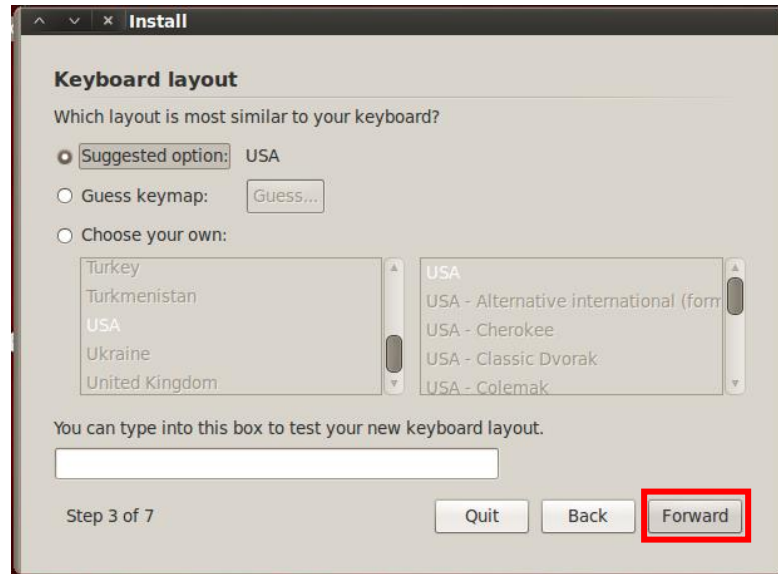 Install
Keyboard layout
Which layout is most similar to your keyboard?
Suggested option: USA
Guess keymap: Guess...
Choose your own:
Turkey
Turkmenistan
USA
Ukraine
United Kingdom
USA
USA - Alternative international (form
USA - Cherokee
USA - Classic Dvorak
USA - Colemak
You can type into this box to test your new keyboard layout.
Step 3 of 7 Quit Back Forward